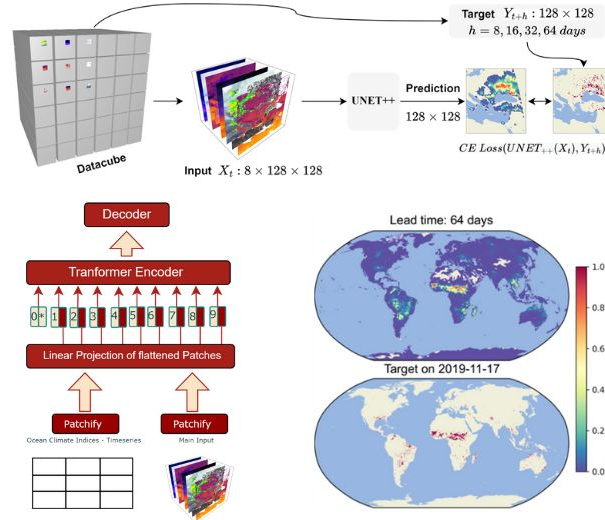 Target Y_{t+h} : 128 × 128
h = 8, 16, 32, 64 days
Datacube
Input X_t : 8 × 128 × 128
UNET++
Prediction
128 × 128
CE Loss(UNET_{++}(X_t), Y_{t+h})
Decoder
Tranformer Encoder
0* 1 2 3 4 5 6 7 8 9
Linear Projection of flattened Patches
Patchify
Patchify
Ocean Climate Indices - Timeseries
Main Input
Lead time: 64 days
1.0
0.8
0.6
0.4
0.2
0.0
Target on 2019-11-17